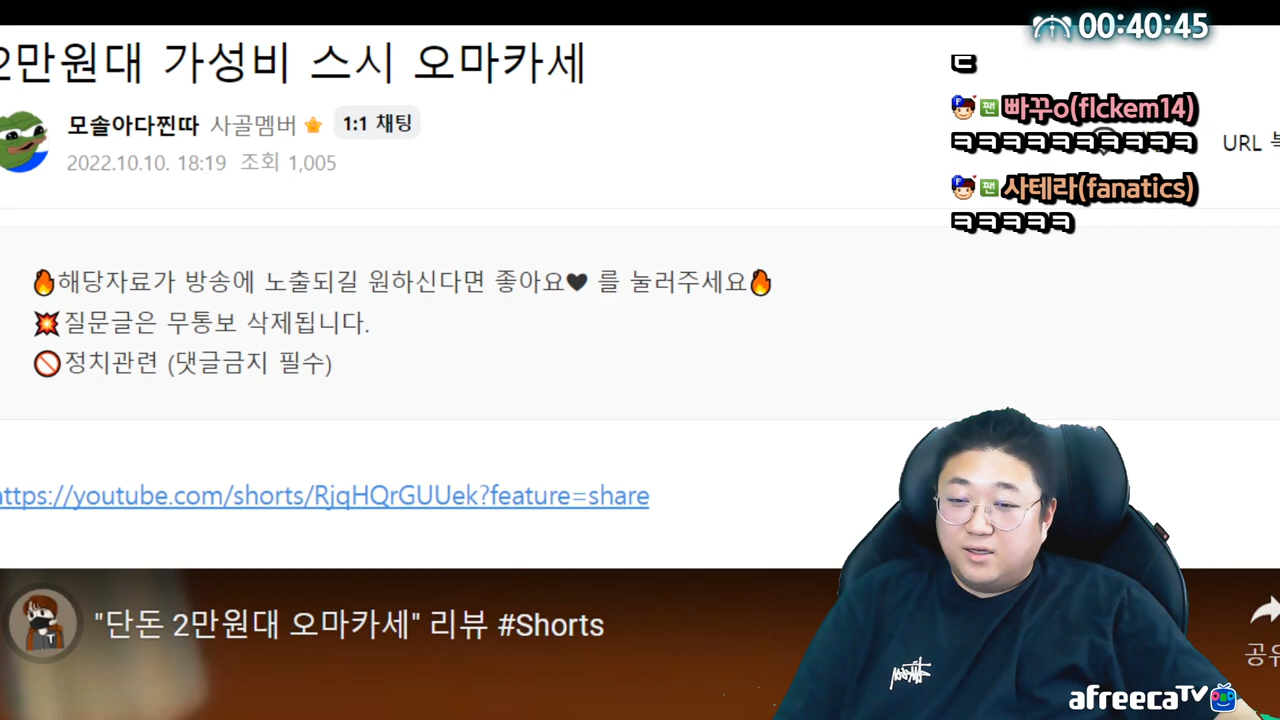 00:40:45
2만원대 가성비 스시 오마카세
ㄷ
모솔아다찐따 사골멤버 1:1 채팅
빠꾸o(flckem14)
ㅋㅋㅋㅋㅋㅋㅋㅋㅋㅋ
URL 복
2022.10.10. 18:19 조회 1,005
사테라(fanatics)
ㅋㅋㅋㅋㅋ
🔥해당자료가 방송에 노출되길 원하신다면 좋아요🖤 를 눌러주세요🔥
💥질문글은 무통보 삭제됩니다.
🚫정치관련 (댓글금지 필수)
https://youtube.com/shorts/RjqHQrGUUek?feature=share
"단돈 2만원대 오마카세" 리뷰 #Shorts
공유
afreecaTV